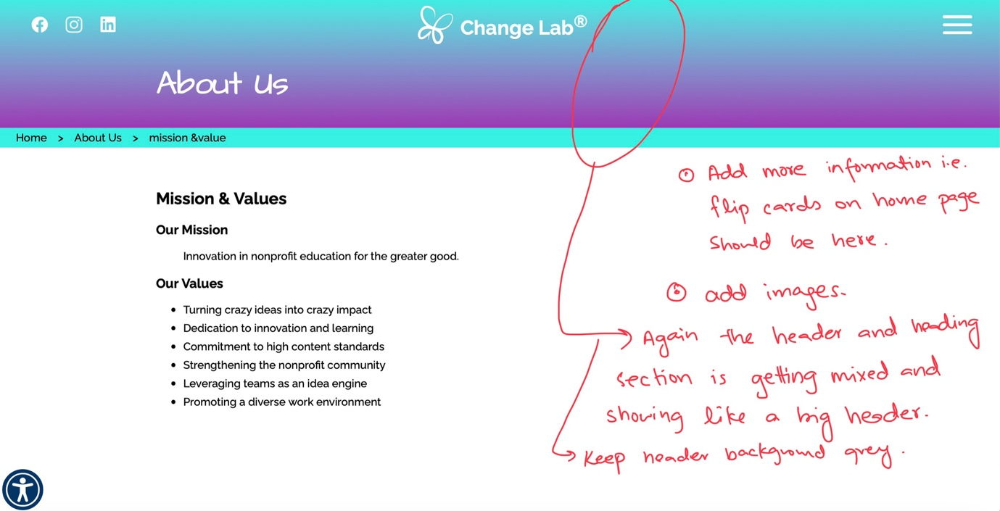 Change Lab®
About Us
Home > About Us > mission &value
Mission & Values
Our Mission
Innovation in nonprofit education for the greater good.
Our Values
• Turning crazy ideas into crazy impact
• Dedication to innovation and learning
• Commitment to high content standards
• Strengthening the nonprofit community
• Leveraging teams as an idea engine
• Promoting a diverse work environment
Add more information i.e.
flip cards on home page
should be here.
add images.
Again the header and heading
section is getting mixed and
showing like a big header.
Keep header background grey.